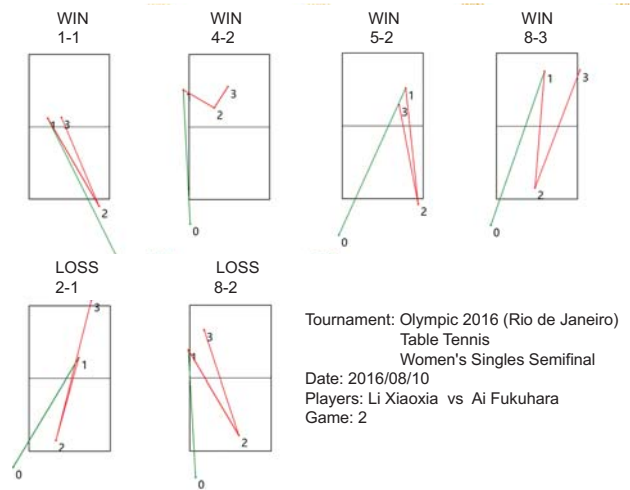 WIN
1-1
WIN
4-2
WIN
5-2
WIN
8-3
1
3
2
1
3
2
0
1
3
2
0
1
3
2
0
LOSS
2-1
LOSS
8-2
3
1
2
0
1
2
0
Tournament: Olympic 2016 (Rio de Janeiro)
Table Tennis
Women's Singles Semifinal
Date: 2016/08/10
Players: Li Xiaoxia vs Ai Fukuhara
Game: 2